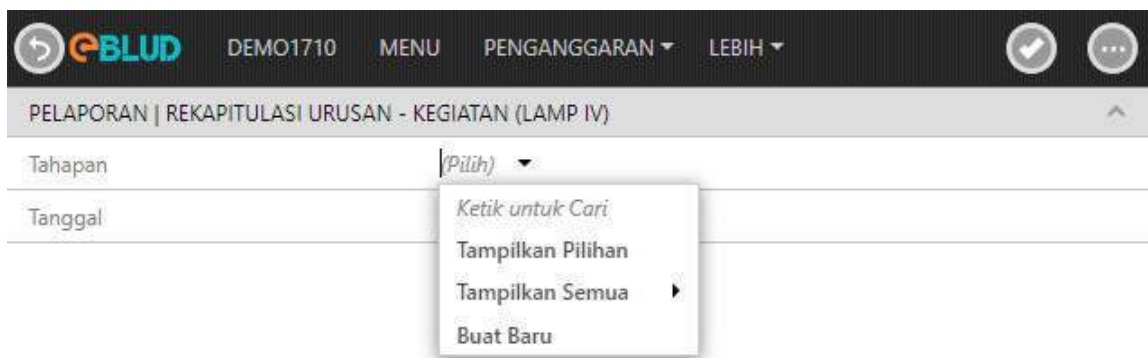 eBLUD DEMO1710 MENU PENGANGGARAN LEBIH
PELAPORAN | REKAPITULASI URUSAN - KEGIATAN (LAMP IV)
Tahapan (Pilih)
Tanggal
Ketik untuk Cari
Tampilkan Pilihan
Tampilkan Semua
Buat Baru